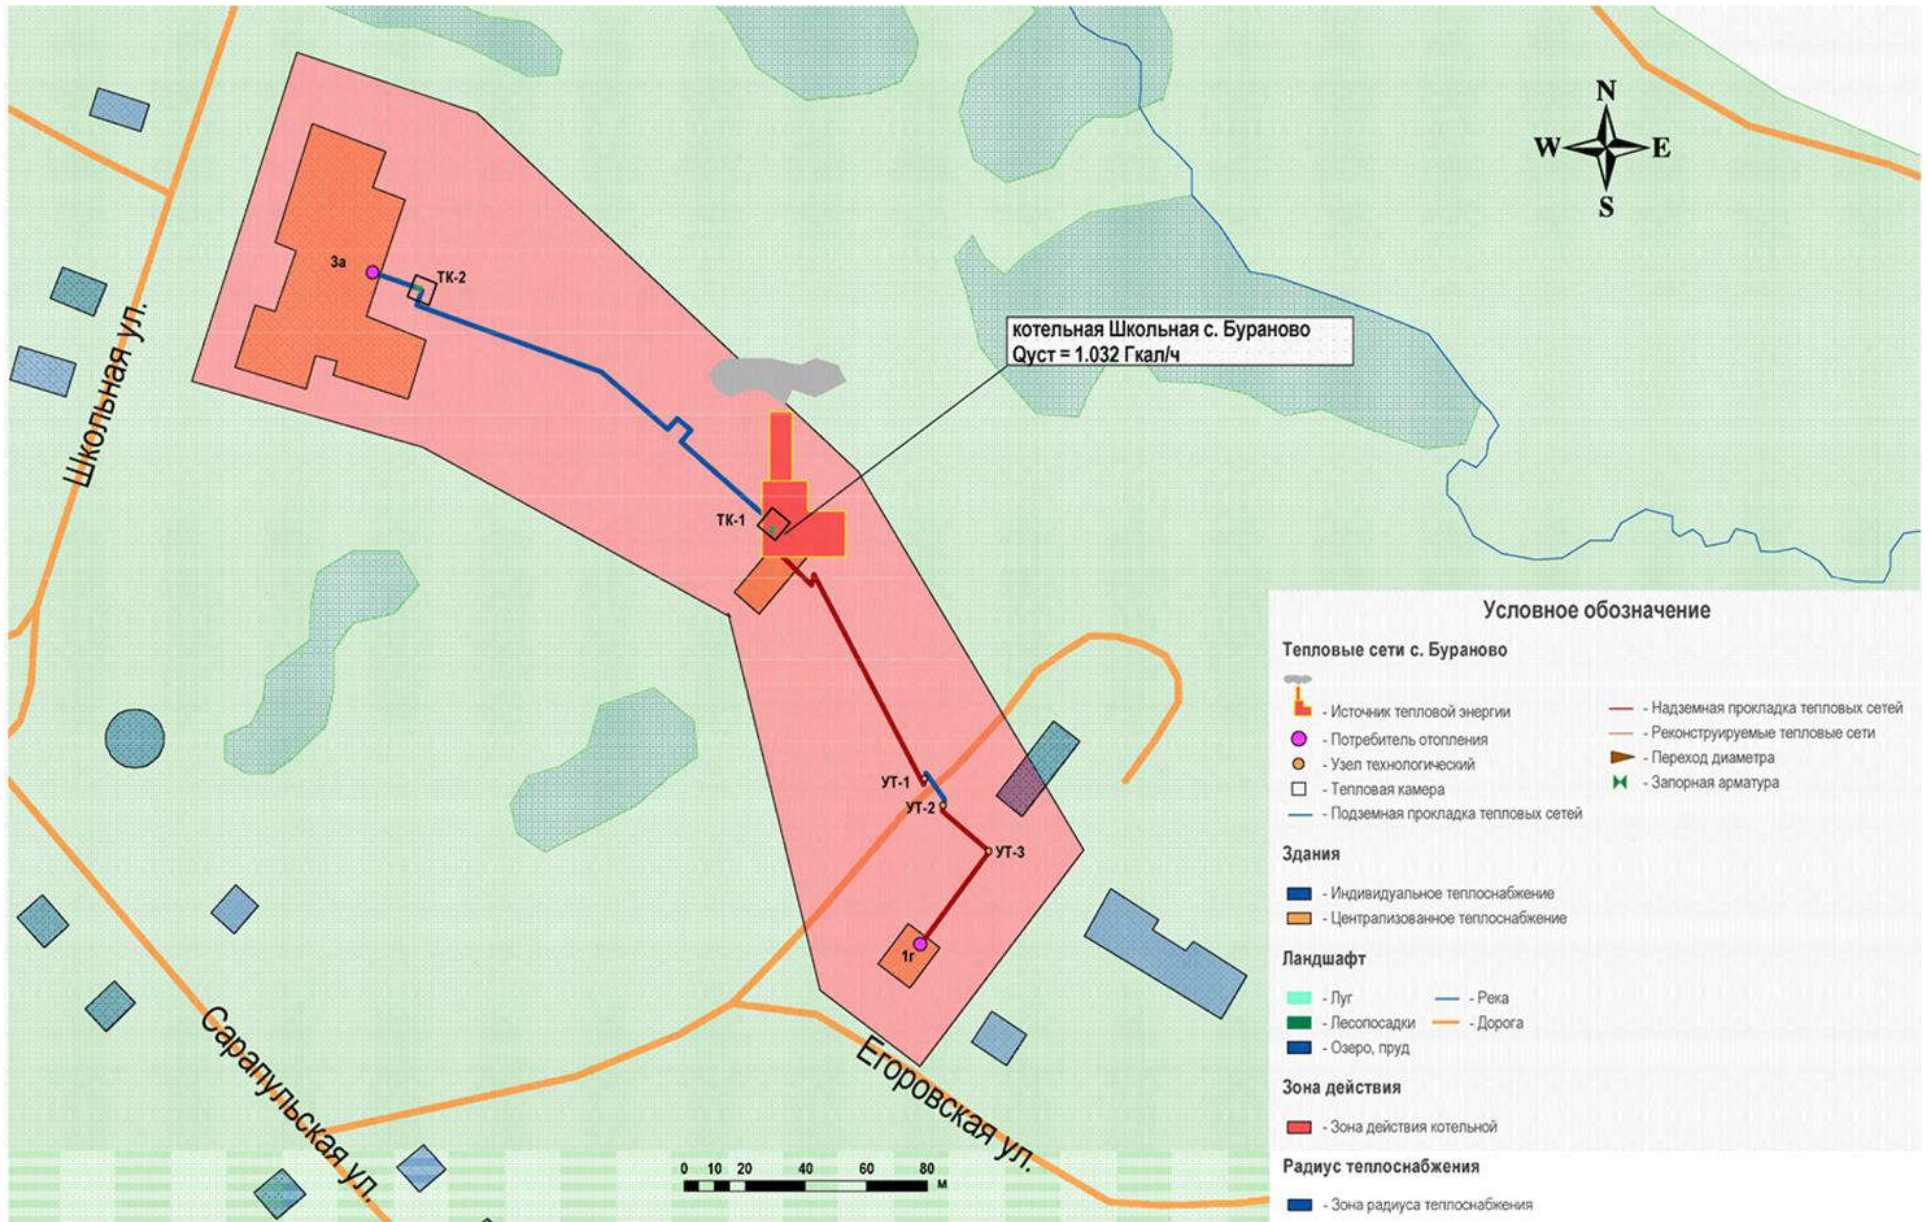 N
W
E
S
3а
ТК-2
котельная Школьная с. Бураново
Qуст = 1.032 Гкал/ч
Школьная ул.
ТК-1
УТ-1
УТ-2
УТ-3
1г
Сарапульская ул.
Егоровская ул.
0 10 20 40 60 80
м
Условное обозначение
Тепловые сети с. Бураново
- Источник тепловой энергии
- Потребитель отопления
- Узел технологический
- Тепловая камера
- Подземная прокладка тепловых сетей
- Надземная прокладка тепловых сетей
- Реконструируемые тепловые сети
- Переход диаметра
- Запорная арматура
Здания
- Индивидуальное теплоснабжение
- Централизованное теплоснабжение
Ландшафт
- Луг
- Лесопосадки
- Озеро, пруд
- Река
- Дорога
Зона действия
- Зона действия котельной
Радиус теплоснабжения
- Зона радиуса теплоснабжения